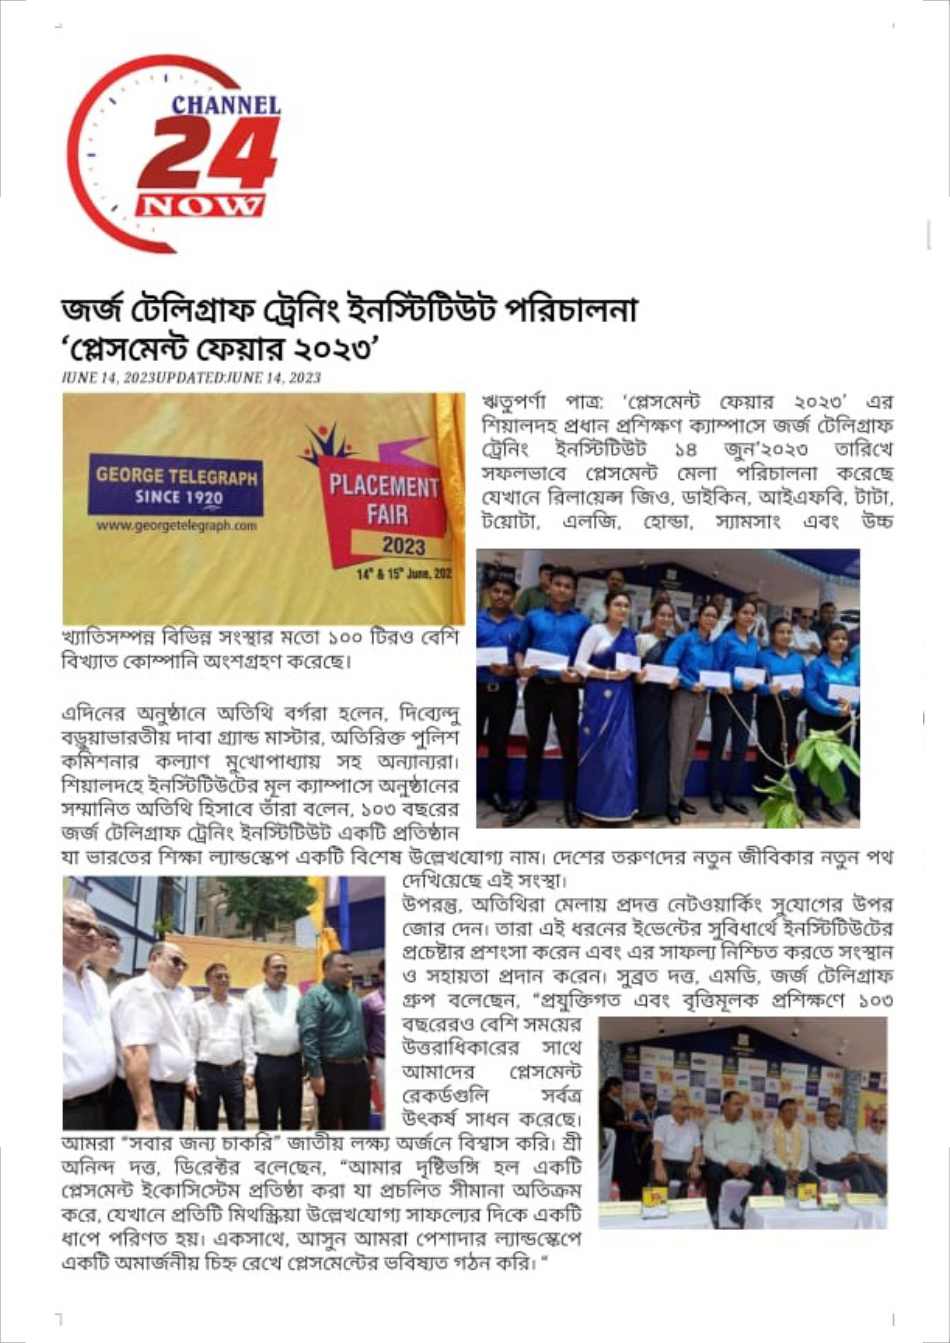 CHANNEL
24
NOW
জর্জ টেলিগ্রাফ ট্রেনিং ইনস্টিটিউট পরিচালনা
‘প্লেসমেন্ট ফেয়ার ২০২৩’
JUNE 14, 2023UPDATED:JUNE 14, 2023
GEORGE TELEGRAPH
SINCE 1920
www.georgetelegraph.com
PLACEMENT
FAIR
2023
14th & 15th June, 202
ঋতুপর্ণা পাত্র: ‘প্লেসমেন্ট ফেয়ার ২০২৩’ এর
শিয়ালদহ প্রধান প্রশিক্ষণ ক্যাম্পাসে জর্জ টেলিগ্রাফ
ট্রেনিং ইনস্টিটিউট ১৪ জুন’২০২৩ তারিখে
সফলভাবে প্লেসমেন্ট মেলা পরিচালনা করেছে
যেখানে রিলায়েন্স জিও, ডাইকিন, আইএফবি, টাটা,
টয়োটা, এলজি, হোন্ডা, স্যামসাং এবং উচ্চ
খ্যাতিসম্পন্ন বিভিন্ন সংস্থার মতো ১০০ টিরও বেশি
বিখ্যাত কোম্পানি অংশগ্রহণ করেছে।
এদিনের অনুষ্ঠানে অতিথি বর্গরা হলেন, দিব্যেন্দু
বড়ুয়াভারতীয় দাবা গ্র্যান্ড মাস্টার, অতিরিক্ত পুলিশ
কমিশনার কল্যাণ মুখোপাধ্যায় সহ অন্যান্যরা।
শিয়ালদহে ইনস্টিটিউটের মূল ক্যাম্পাসে অনুষ্ঠানের
সম্মানিত অতিথি হিসাবে তাঁরা বলেন, ১০৩ বছরের
জর্জ টেলিগ্রাফ ট্রেনিং ইনস্টিটিউট একটি প্রতিষ্ঠান
যা ভারতের শিক্ষা ল্যান্ডস্কেপ একটি বিশেষ উল্লেখযোগ্য নাম। দেশের তরুণদের নতুন জীবিকার নতুন পথ
দেখিয়েছে এই সংস্থা।
উপরন্তু, অতিথিরা মেলায় প্রদত্ত নেটওয়ার্কিং সুযোগের উপর
জোর দেন। তারা এই ধরনের ইভেন্টের সুবিধার্থে ইনস্টিটিউটের
প্রচেষ্টার প্রশংসা করেন এবং এর সাফল্য নিশ্চিত করতে সংস্থান
ও সহায়তা প্রদান করেন। সুব্রত দত্ত, এমডি, জর্জ টেলিগ্রাফ
গ্রুপ বলেছেন, “প্রযুক্তিগত এবং বৃত্তিমূলক প্রশিক্ষণে ১০৩
বছরেরও বেশি সময়ের
উত্তরাধিকারের সাথে
আমাদের প্লেসমেন্ট
রেকর্ডগুলি সর্বত্র
উৎকর্ষ সাধন করেছে।
আমরা “সবার জন্য চাকরি” জাতীয় লক্ষ্য অর্জনে বিশ্বাস করি। শ্রী
অনিন্দ দত্ত, ডিরেক্টর বলেছেন, “আমার দৃষ্টিভঙ্গি হল একটি
প্লেসমেন্ট ইকোসিস্টেম প্রতিষ্ঠা করা যা প্রচলিত সীমানা অতিক্রম
করে, যেখানে প্রতিটি মিথস্ক্রিয়া উল্লেখযোগ্য সাফল্যের দিকে একটি
ধাপে পরিণত হয়। একসাথে, আসুন আমরা পেশাদার ল্যান্ডস্কেপে
একটি অমার্জনীয় চিহ্ন রেখে প্লেসমেন্টের ভবিষ্যত গঠন করি। “